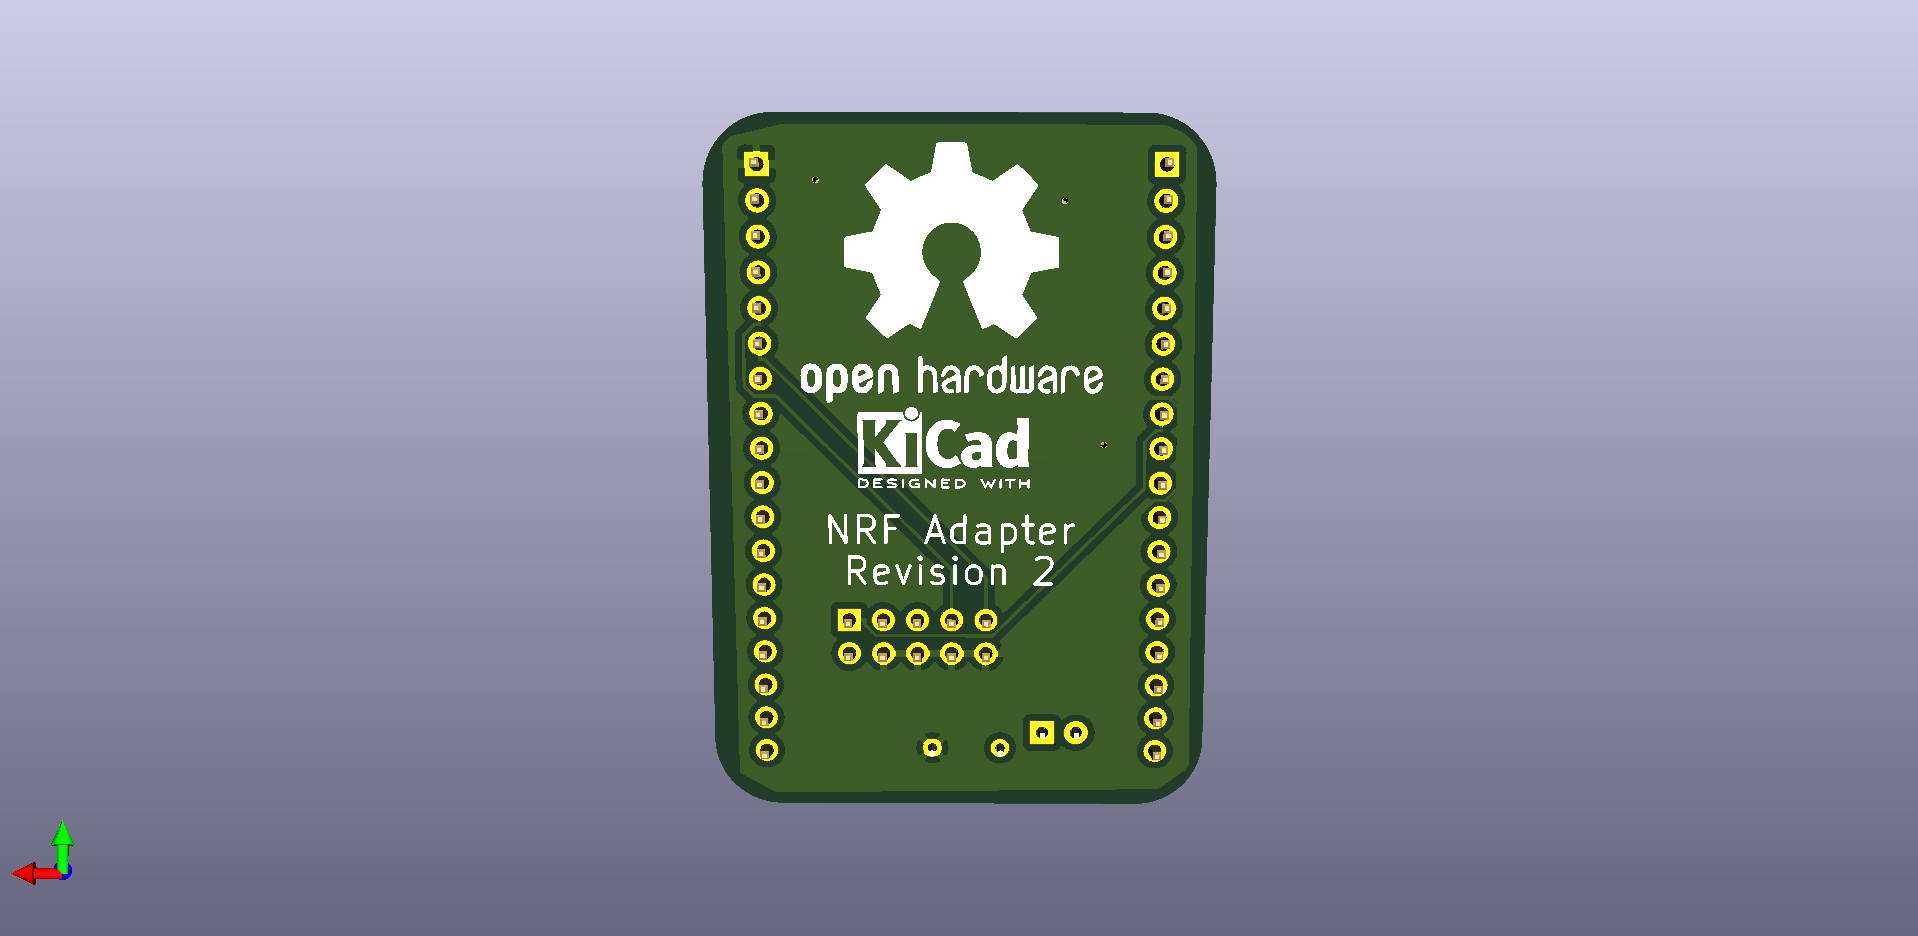 open hardware
KiCad
DESIGNED WITH
NRF Adapter
Revision 2